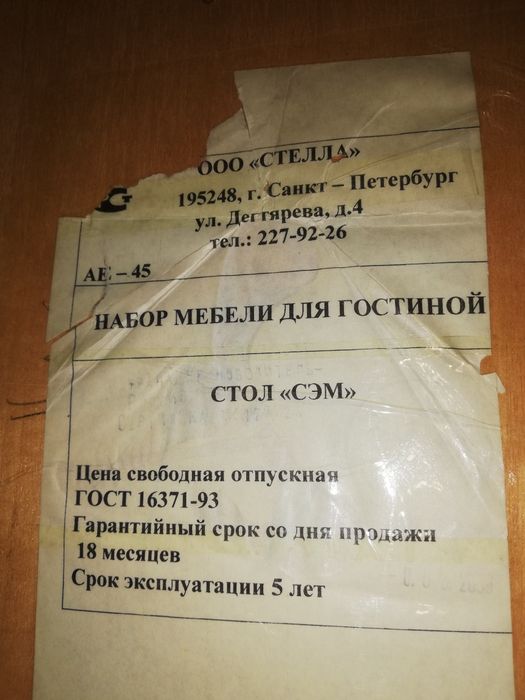 ООО «СТЕЛЛА»
195248, г. Санкт – Петербург
ул. Дегтярева, д.4
тел.: 227-92-26
АЕ – 45
НАБОР МЕБЕЛИ ДЛЯ ГОСТИНОЙ
СТОЛ «СЭМ»
Цена свободная отпускная
ГОСТ 16371-93
Гарантийный срок со дня продажи
18 месяцев
Срок эксплуатации 5 лет